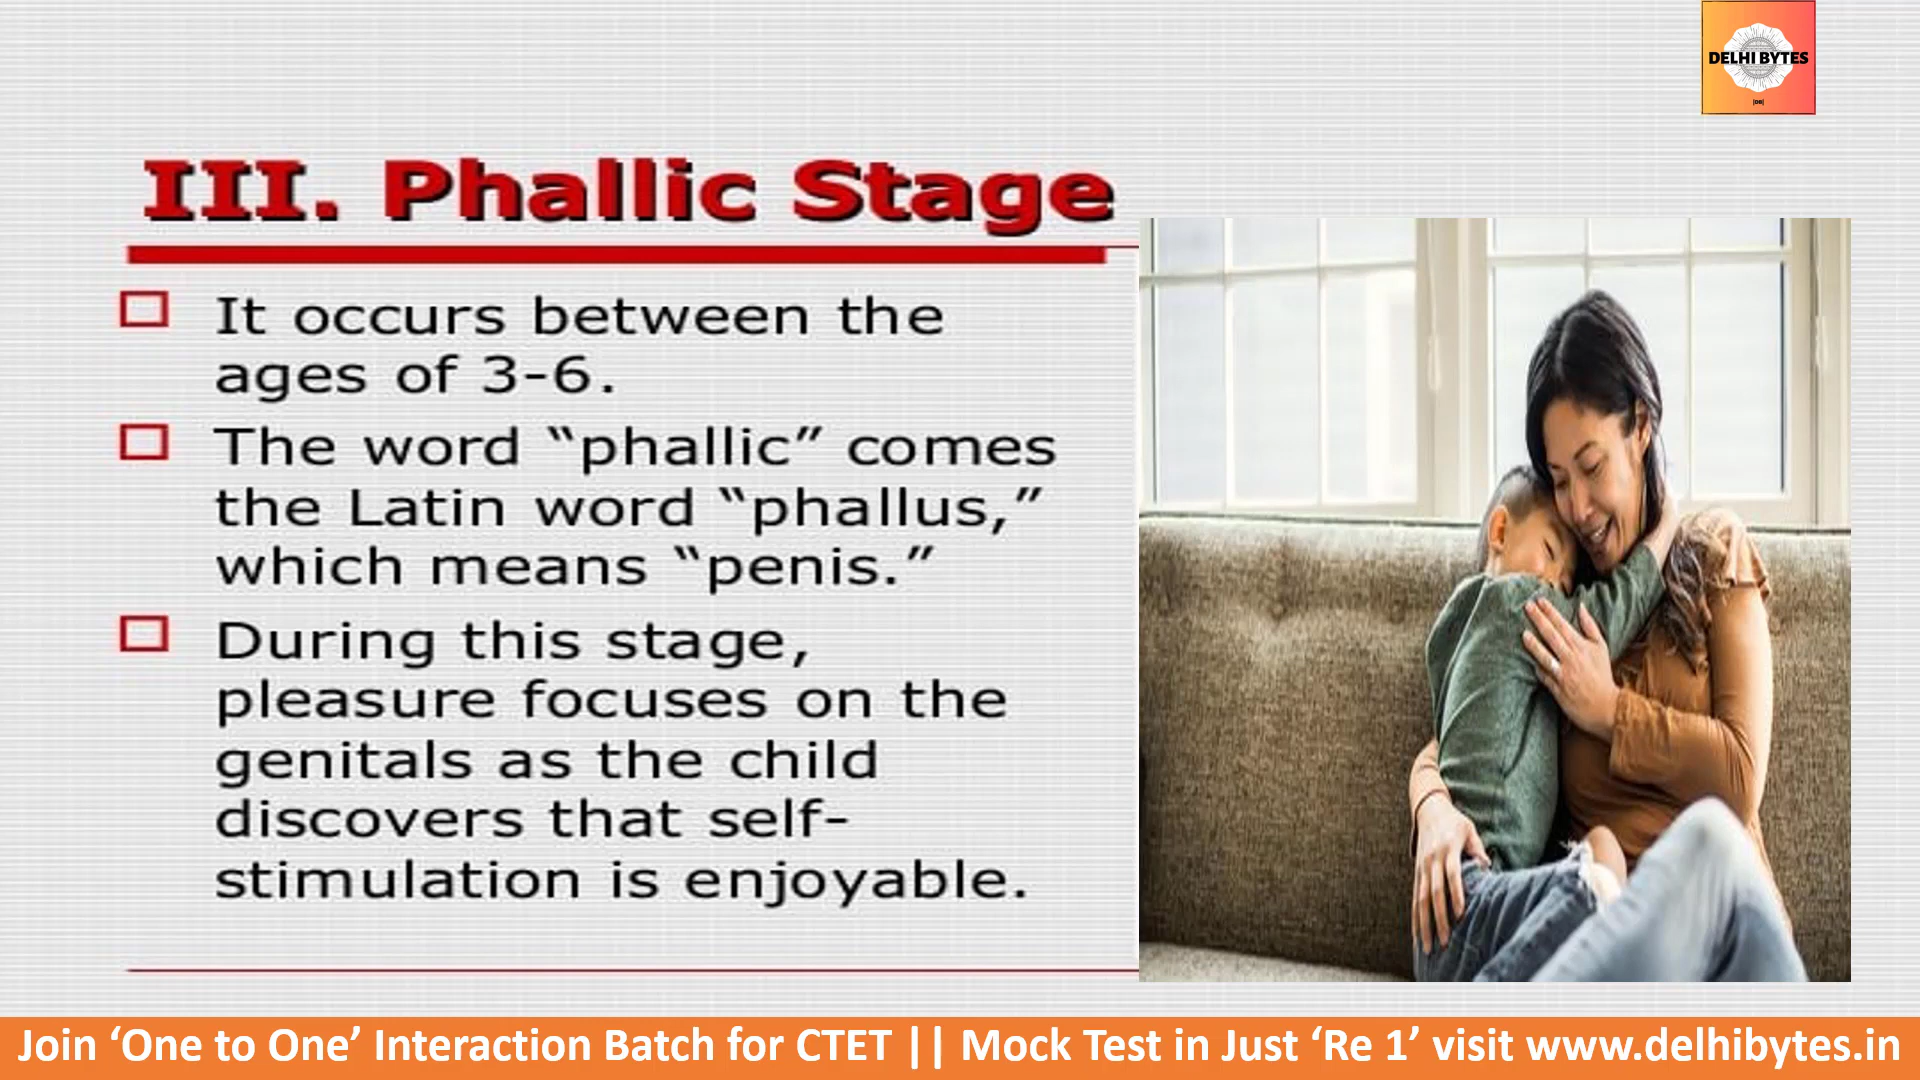 DELHI BYTES
|DB|
III. Phallic Stage
It occurs between the
ages of 3-6.
The word “phallic” comes
the Latin word “phallus,”
which means “penis.”
During this stage,
pleasure focuses on the
genitals as the child
discovers that self-
stimulation is enjoyable.
Join ‘One to One’ Interaction Batch for CTET || Mock Test in Just ‘Re 1’ visit www.delhibytes.in